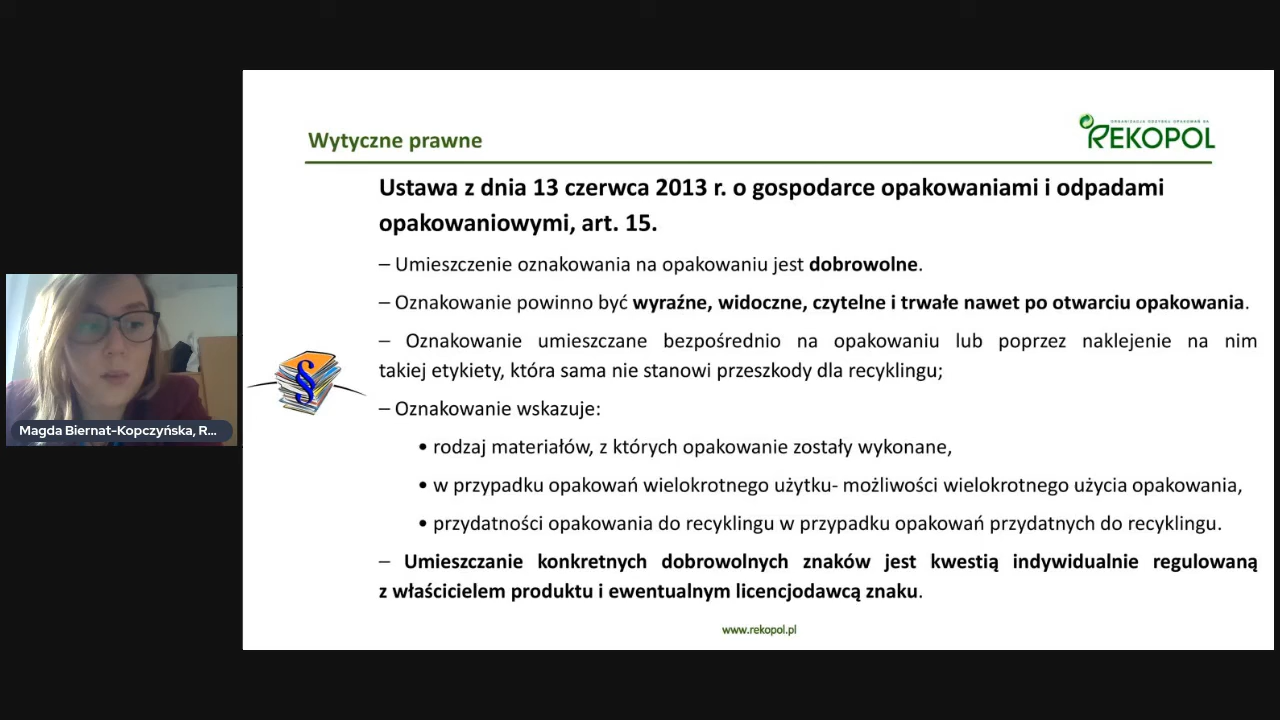 Wytyczne prawne
ORGANIZACJA ODZYSKU OPAKOWAŃ SA
REKOPOL
Ustawa z dnia 13 czerwca 2013 r. o gospodarce opakowaniami i odpadami
opakowaniowymi, art. 15.
– Umieszczenie oznakowania na opakowaniu jest dobrowolne.
– Oznakowanie powinno być wyraźne, widoczne, czytelne i trwałe nawet po otwarciu opakowania.
– Oznakowanie umieszczane bezpośrednio na opakowaniu lub poprzez naklejenie na nim
takiej etykiety, która sama nie stanowi przeszkody dla recyklingu;
– Oznakowanie wskazuje:
• rodzaj materiałów, z których opakowanie zostały wykonane,
• w przypadku opakowań wielokrotnego użytku- możliwości wielokrotnego użycia opakowania,
• przydatności opakowania do recyklingu w przypadku opakowań przydatnych do recyklingu.
– Umieszczanie konkretnych dobrowolnych znaków jest kwestią indywidualnie regulowaną
z właścicielem produktu i ewentualnym licencjodawcą znaku.
www.rekopol.pl
§
Magda Biernat-Kopczyńska, R...